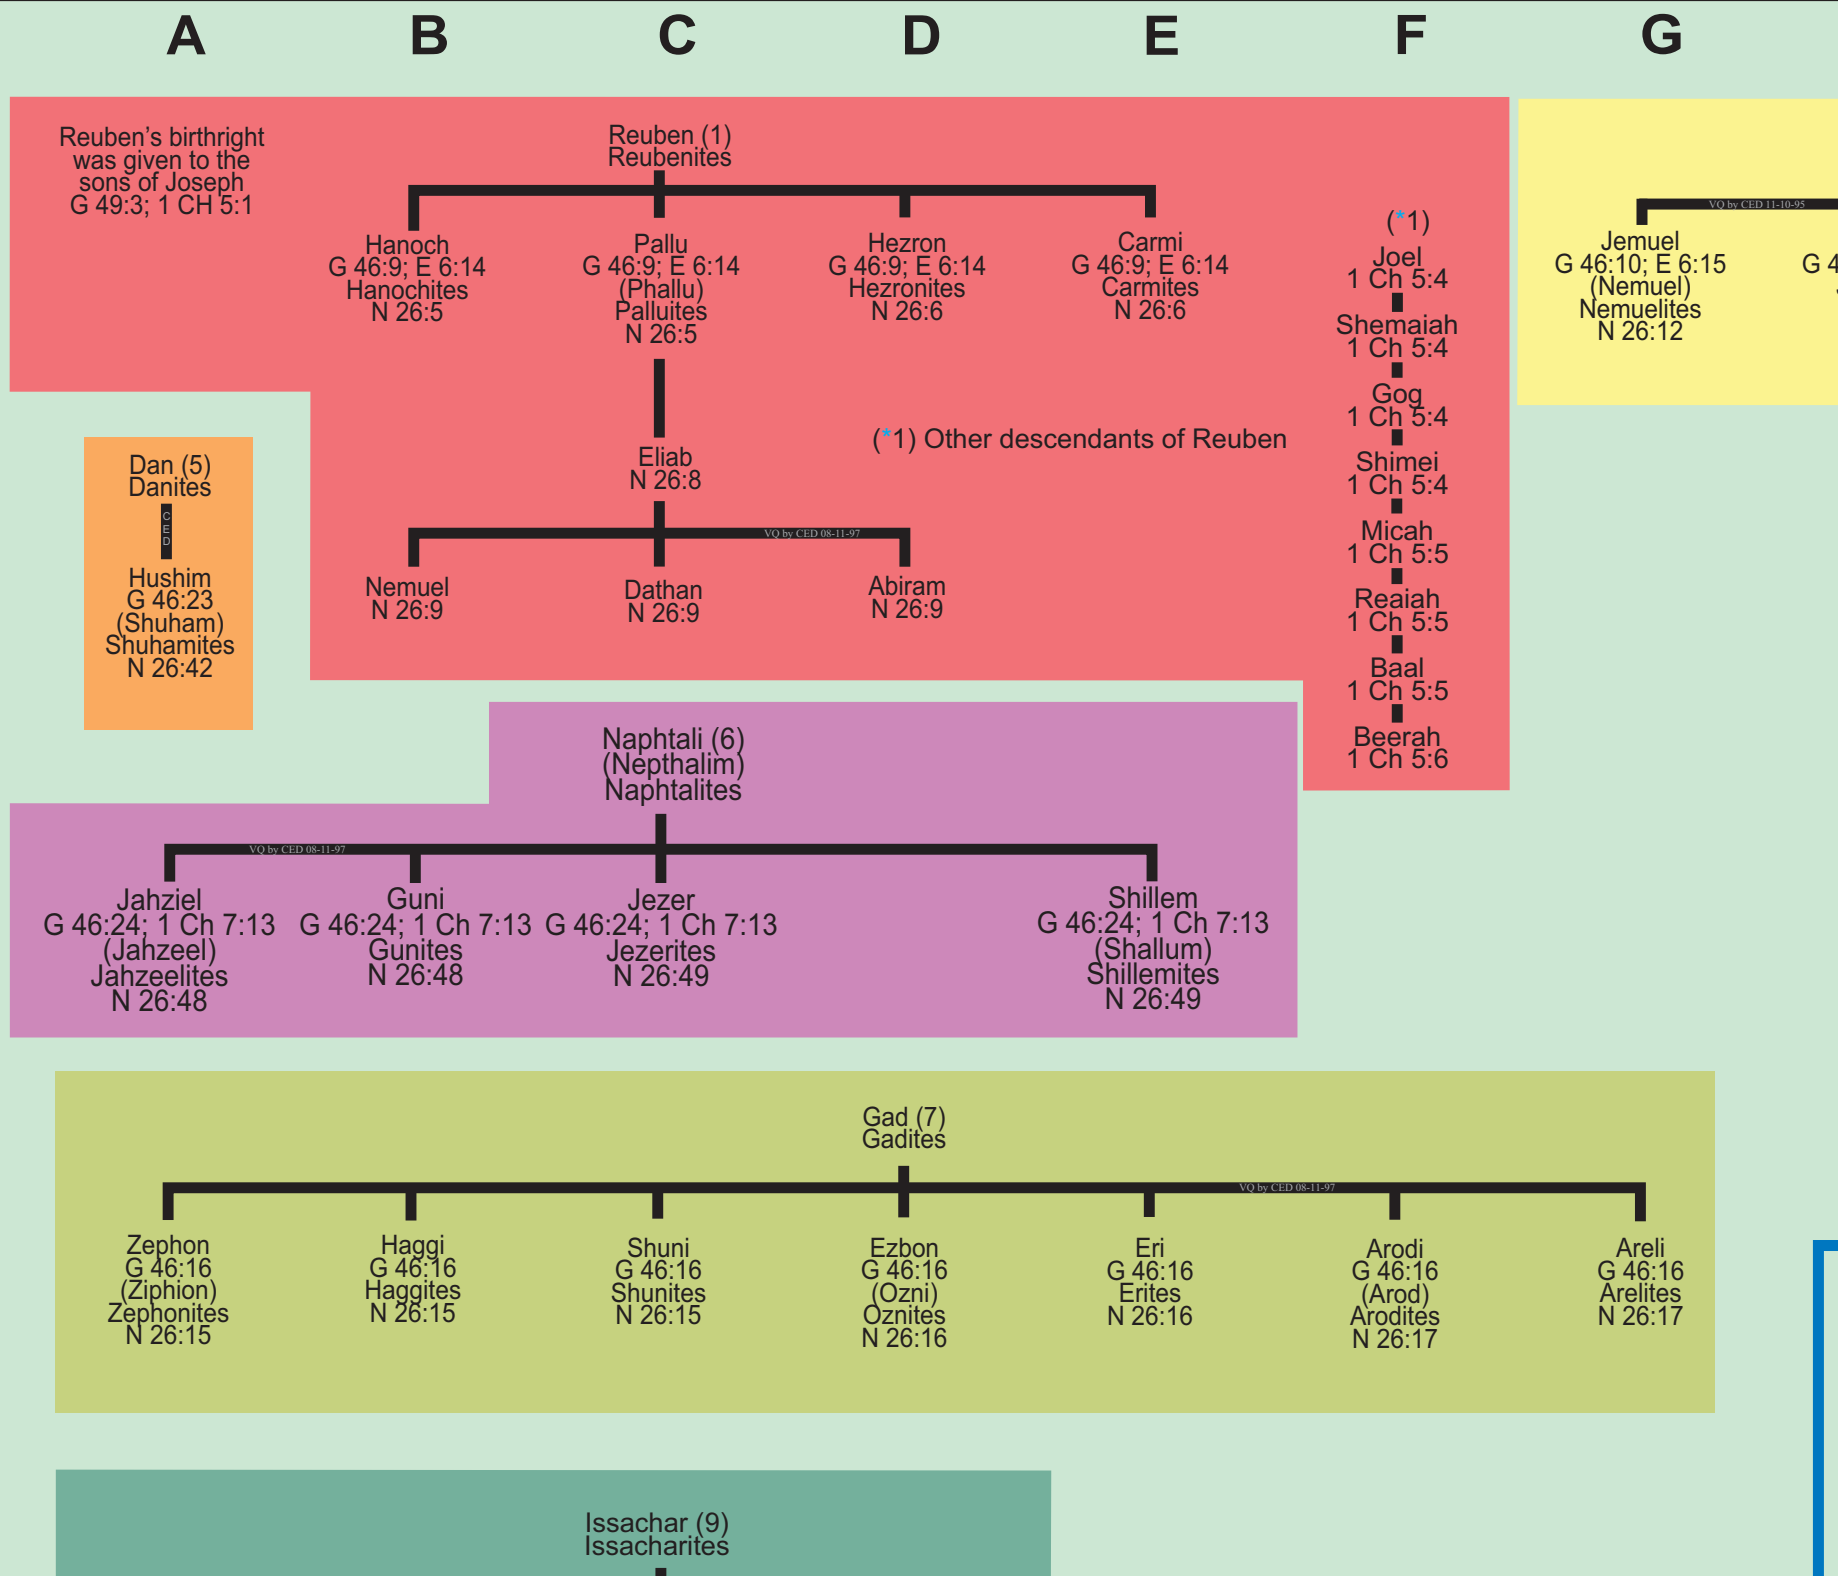 A B C D E F G
Reuben’s birthright
was given to the
sons of Joseph
G 49:3; 1 CH 5:1
Reuben (1)
Reubenites
Hanoch
G 46:9; E 6:14
Hanochites
N 26:5
Pallu
G 46:9; E 6:14
(Phallu)
Palluites
N 26:5
Hezron
G 46:9; E 6:14
Hezronites
N 26:6
Carmi
G 46:9; E 6:14
Carmites
N 26:6
Eliab
N 26:8
VQ by CED 08-11-97
Nemuel
N 26:9
Dathan
N 26:9
Abiram
N 26:9
(*1) Other descendants of Reuben
(*1)
Joel
1 Ch 5:4
Shemaiah
1 Ch 5:4
Gog
1 Ch 5:4
Shimei
1 Ch 5:4
Micah
1 Ch 5:5
Reaiah
1 Ch 5:5
Baal
1 Ch 5:5
Beerah
1 Ch 5:6
VQ by CED 11-10-95
Jemuel
G 46:10; E 6:15
(Nemuel)
Nemuelites
N 26:12
G 4
Dan (5)
Danites
CED
Hushim
G 46:23
(Shuham)
Shuhamites
N 26:42
Naphtali (6)
(Nepthalim)
Naphtalites
VQ by CED 08-11-97
Jahziel
G 46:24; 1 Ch 7:13
(Jahzeel)
Jahzeelites
N 26:48
Guni
G 46:24; 1 Ch 7:13
Gunites
N 26:48
Jezer
G 46:24; 1 Ch 7:13
Jezerites
N 26:49
Shillem
G 46:24; 1 Ch 7:13
(Shallum)
Shillemites
N 26:49
Gad (7)
Gadites
VQ by CED 08-11-97
Zephon
G 46:16
(Ziphion)
Zephonites
N 26:15
Haggi
G 46:16
Haggites
N 26:15
Shuni
G 46:16
Shunites
N 26:15
Ezbon
G 46:16
(Ozni)
Oznites
N 26:16
Eri
G 46:16
Erites
N 26:16
Arodi
G 46:16
(Arod)
Arodites
N 26:17
Areli
G 46:16
Arelites
N 26:17
Issachar (9)
Issacharites